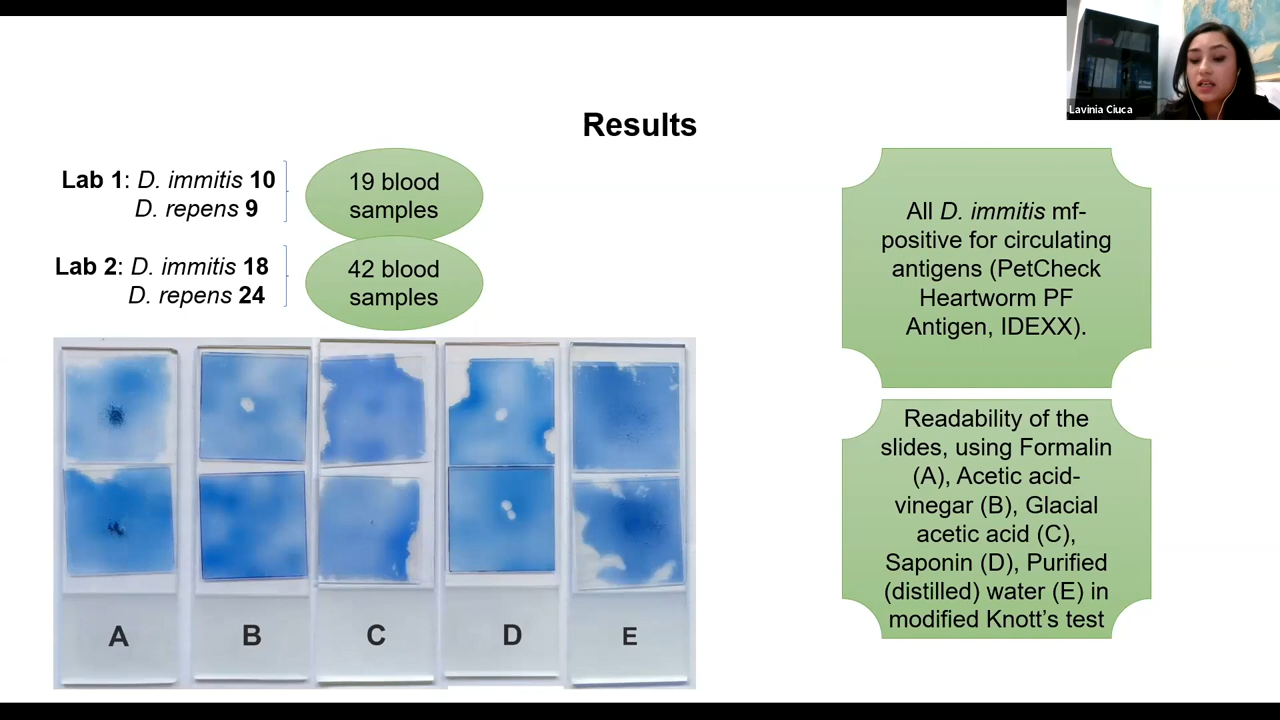 Lavinia Ciuca
Results
Lab 1: D. immitis 10
D. repens 9
19 blood
samples
Lab 2: D. immitis 18
D. repens 24
42 blood
samples
A
B
C
D
E
All D. immitis mf-
positive for circulating
antigens (PetCheck
Heartworm PF
Antigen, IDEXX).
Readability of the
slides, using Formalin
(A), Acetic acid-
vinegar (B), Glacial
acetic acid (C),
Saponin (D), Purified
(distilled) water (E) in
modified Knott’s test